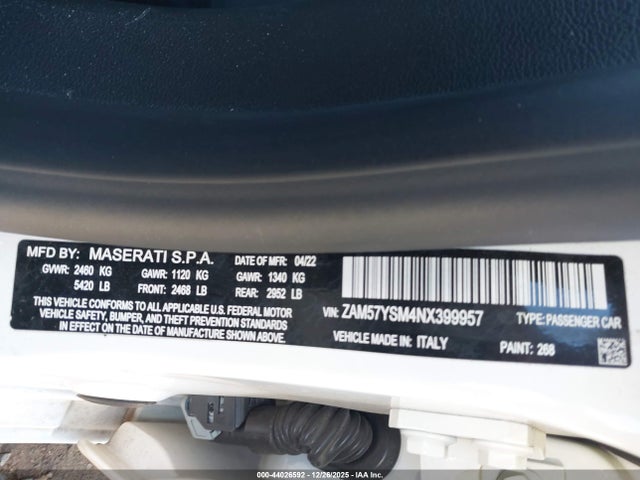 MFD BY: MASERATI S.P.A. DATE OF MFR 04/22
GVWR: 2460 KG GAWR: 1120 KG GAWR: 1340 KG
5420 LB FRONT: 2468 LB REAR: 2952 LB
THIS VEHICLE CONFORMS TO ALL APPLICABLE U.S. FEDERAL MOTOR
VEHICLE SAFETY, BUMPER, AND THEFT PREVENTION STANDARDS
IN EFFECT ON THE DATE OF MANUFACTURE SHOWN ABOVE.
VIN: ZAM57YSM4NX399957 TYPE: PASSENGER CAR
VEHICLE MADE IN: ITALY PAINT: 268
000-44026592 - 12/26/2025 - IAA Inc.